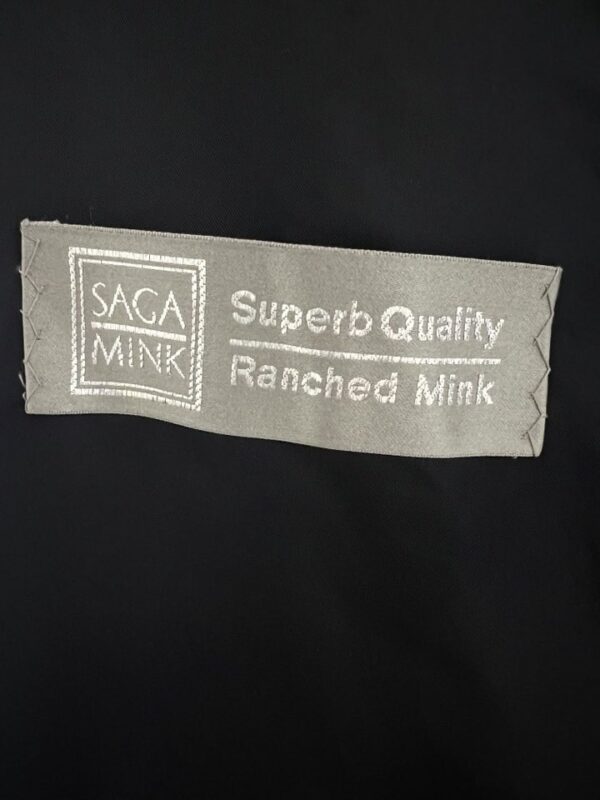 SAGA
MINK
Superb Quality
Ranched Mink